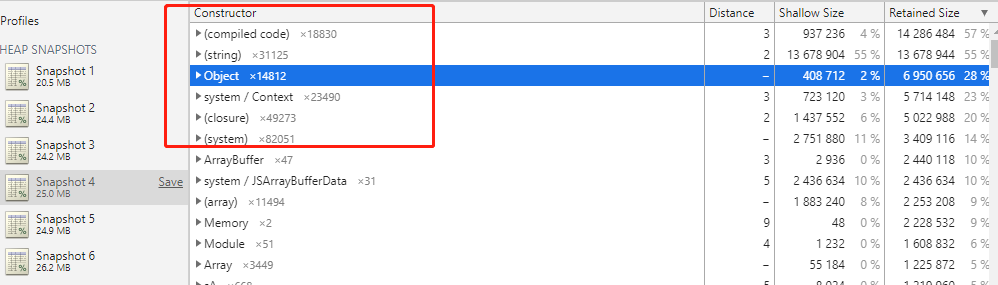 Profiles
HEAP SNAPSHOTS
Snapshot 1
20.5 MB
Snapshot 2
24.4 MB
Snapshot 3
24.2 MB
Snapshot 4 Save
25.0 MB
Snapshot 5
24.9 MB
Snapshot 6
26.2 MB
Constructor Distance Shallow Size Retained Size ▼
▶(compiled code) ×18830 3 937 236 4 % 14 286 484 57 %
▶(string) ×31125 2 13 678 904 55 % 13 678 944 55 %
▶Object ×14812 – 408 712 2 % 6 950 656 28 %
▶system / Context ×23490 3 723 120 3 % 5 714 148 23 %
▶(closure) ×49273 2 1 437 552 6 % 5 022 988 20 %
▶(system) ×82051 – 2 751 880 11 % 3 409 116 14 %
▶ArrayBuffer ×47 3 2 936 0 % 2 440 118 10 %
▶system / JSArrayBufferData ×31 5 2 436 634 10 % 2 436 634 10 %
▶(array) ×11494 – 1 883 240 8 % 2 253 208 9 %
▶Memory ×2 9 48 0 % 2 228 532 9 %
▶Module ×51 4 1 232 0 % 1 608 832 6 %
▶Array ×3449 – 55 184 0 % 1 225 872 5 %